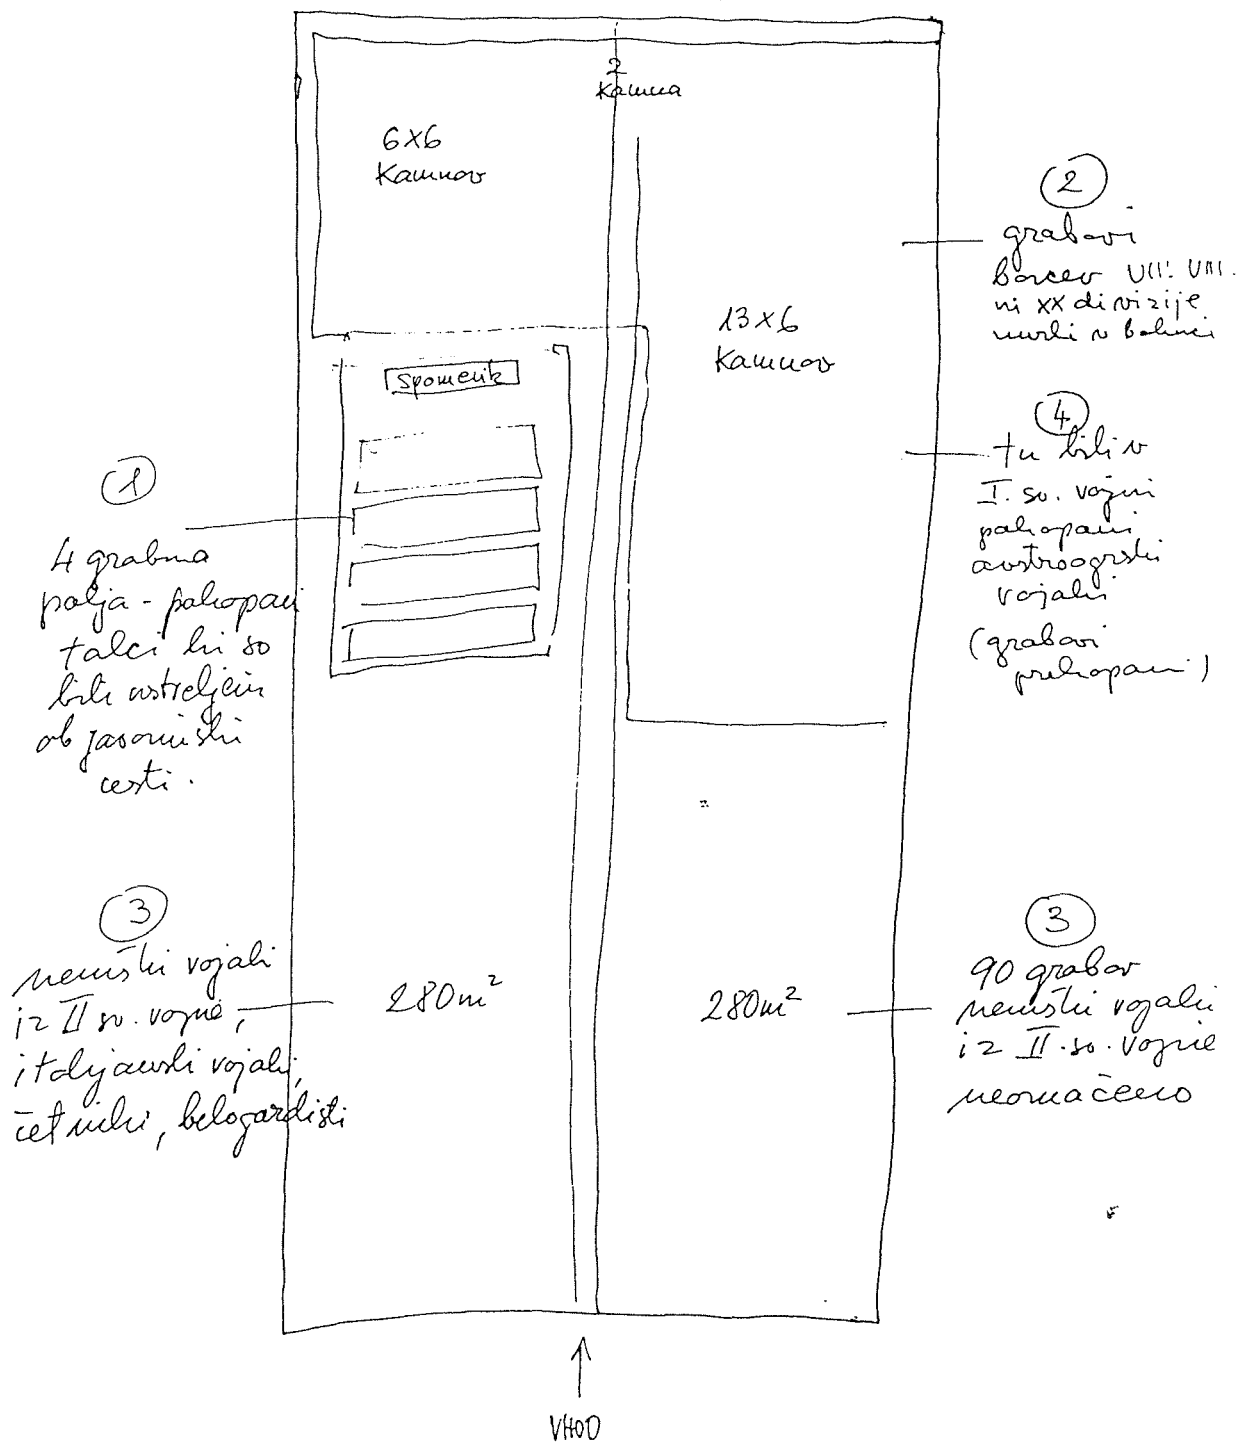 2
Kamna
6x6
Kamnov
2
grobovi
borcev VII. VIII.
in XX divizije
umrli v bolnici
13x6
Kamnov
Spomenik
4
tu bili v
I. sv. vojni
pokopani
avstroogrski
vojaki
(grobovi
prekopani)
1
4 grobna
polja - pokopani
talci ki so
bili ustreljeni
ob jasoviški
cesti.
3
nemški vojaki
iz II sv. vojne,
italijanski vojaki,
četniki, belogardisti
280m²
280m²
3
90 grobov
nemški vojaki
iz II. sv. vojne
neoznačeno
VHOD